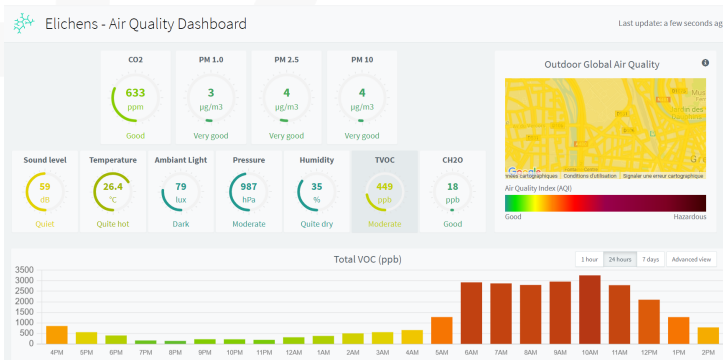 Elichens - Air Quality Dashboard
Last update: a few seconds ag
CO2
PM 1.0
PM 2.5
PM 10
633
ppm
Good
3
µg/m3
Very good
4
µg/m3
Very good
4
µg/m3
Very good
Sound level
Temperature
Ambiant Light
Pressure
Humidity
TVOC
CH2O
59
dB
Quiet
26.4
°C
Quite hot
79
lux
Dark
987
hPa
Moderate
35
%
Quite dry
449
ppb
Moderate
18
ppb
Good
Outdoor Global Air Quality
Mus
Jardin des
Google
nées cartographiques
Conditions d'utilisation
Signaler une erreur cartographique
Air Quality Index (AQI)
Good
Hazardous
Total VOC (ppb)
1 hour
24 hours
7 days
Advanced view
3500
3000
2500
2000
1500
1000
500
4PM 5PM 6PM 7PM 8PM 9PM 10PM 11PM 12AM 1AM 2AM 3AM 4AM 5AM 6AM 7AM 8AM 9AM 10AM 11AM 12PM 1PM 2PM